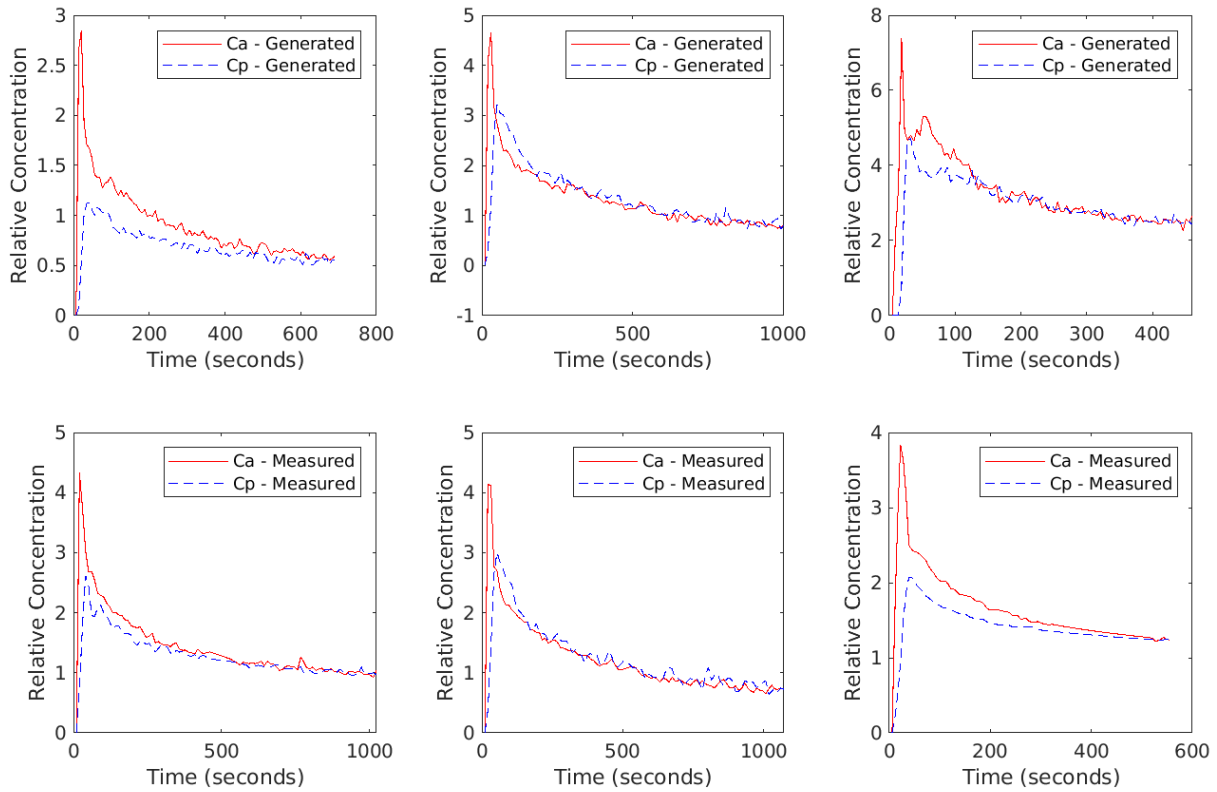 Relative Concentration
3
2.5
2
1.5
1
0.5
0
Ca - Generated
Cp - Generated
0 200 400 600 800
Time (seconds)
Relative Concentration
5
4
3
2
1
0
-1
Ca - Generated
Cp - Generated
0 500 1000
Time (seconds)
Relative Concentration
8
6
4
2
0
Ca - Generated
Cp - Generated
0 100 200 300 400
Time (seconds)
Relative Concentration
5
4
3
2
1
0
Ca - Measured
Cp - Measured
0 500 1000
Time (seconds)
Relative Concentration
5
4
3
2
1
0
Ca - Measured
Cp - Measured
0 500 1000
Time (seconds)
Relative Concentration
4
3
2
1
0
Ca - Measured
Cp - Measured
0 200 400 600
Time (seconds)